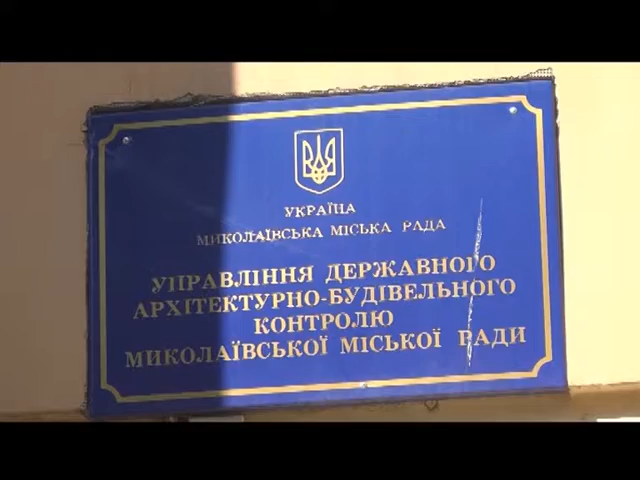 УКРАЇНА
МИКОЛАЇВСЬКА МІСЬКА РАДА
УПРАВЛІННЯ ДЕРЖАВНОГО
АРХІТЕКТУРНО-БУДІВЕЛЬНОГО
КОНТРОЛЮ
МИКОЛАЇВСЬКОЇ МІСЬКОЇ РАДИ